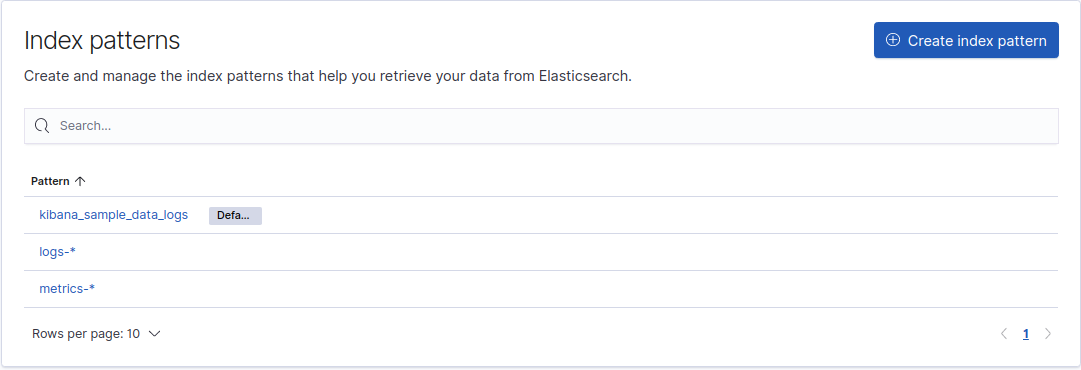 Index patterns
Create index pattern
Create and manage the index patterns that help you retrieve your data from Elasticsearch.
Search...
Pattern
kibana_sample_data_logs Defa...
logs-*
metrics-*
Rows per page: 10
1